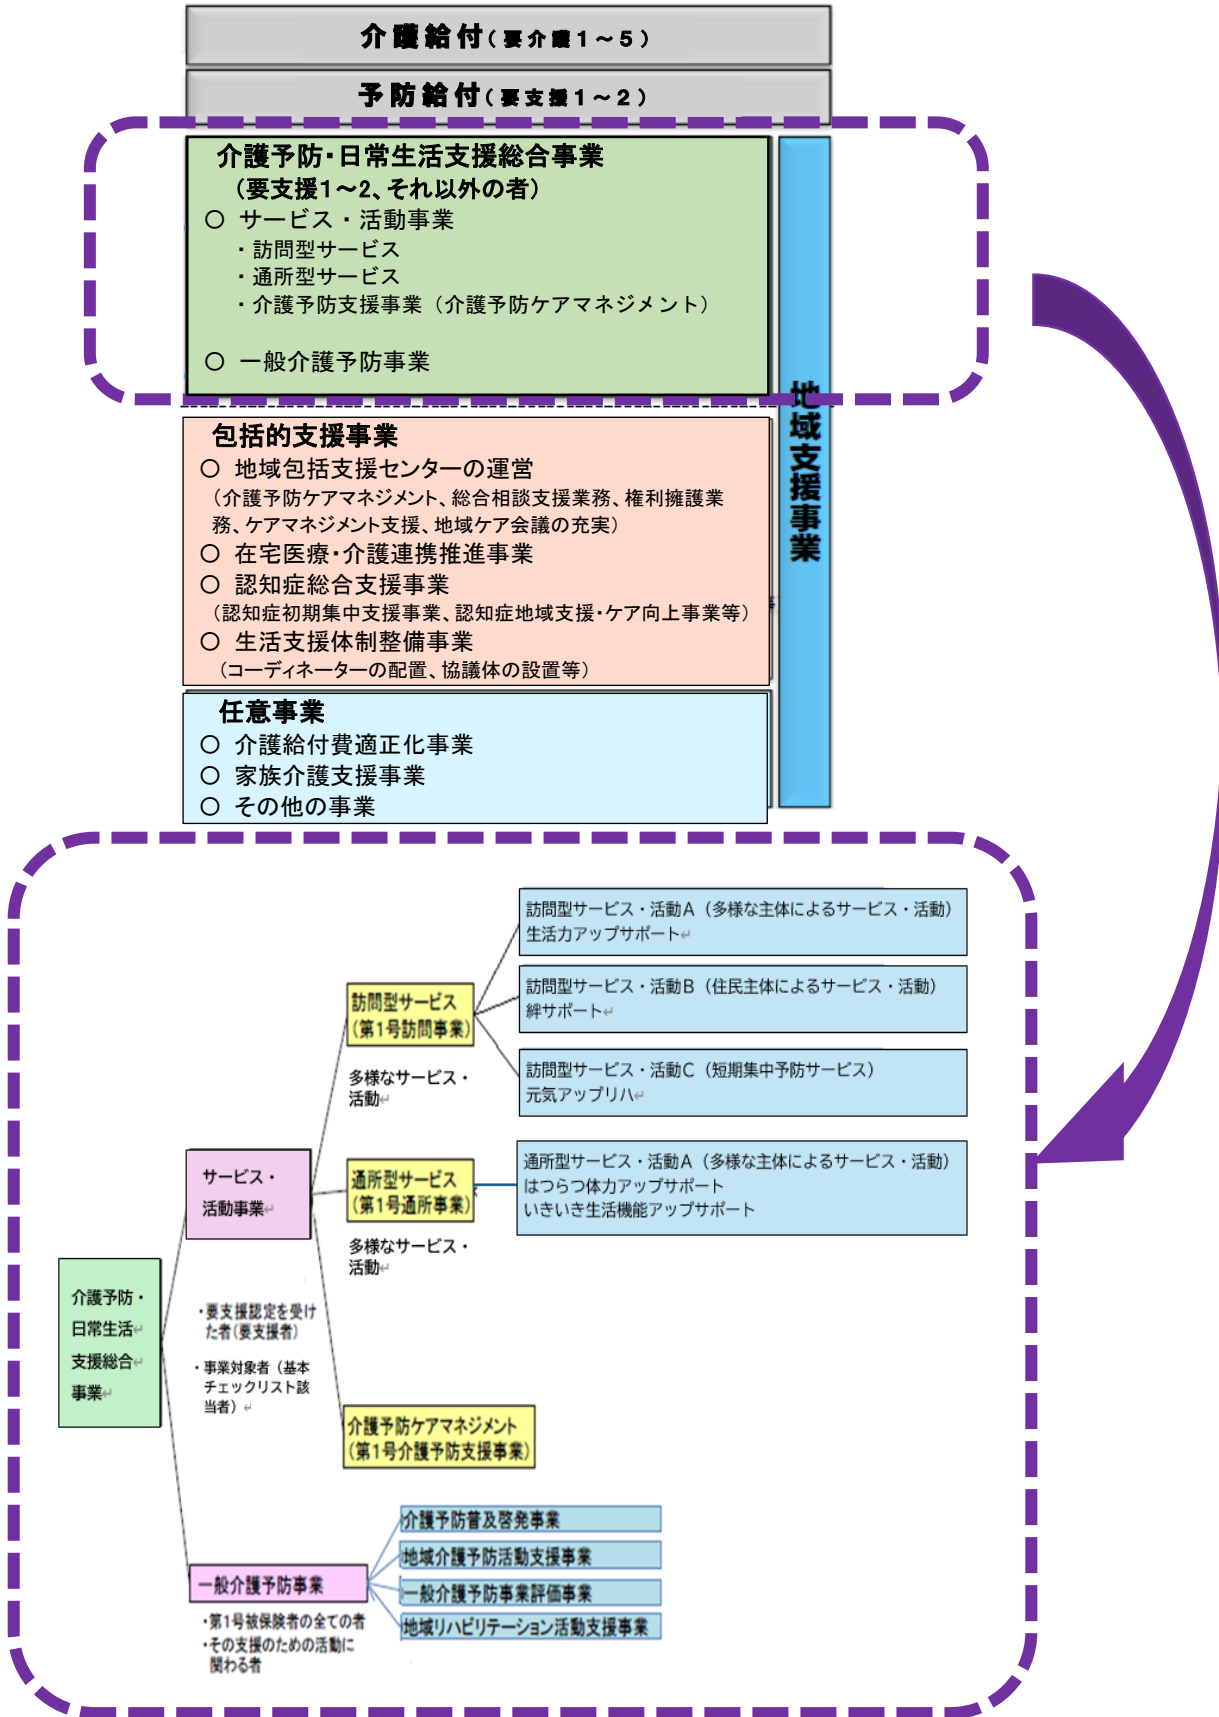 介護給付(要介護1～5)
予防給付(要支援1～2)
介護予防・日常生活支援総合事業
(要支援1～2、それ以外の者)
○ サービス・活動事業
・訪問型サービス
・通所型サービス
・介護予防支援事業（介護予防ケアマネジメント）
○ 一般介護予防事業
地域支援事業
包括的支援事業
○ 地域包括支援センターの運営
（介護予防ケアマネジメント、総合相談支援業務、権利擁護業
務、ケアマネジメント支援、地域ケア会議の充実）
○ 在宅医療・介護連携推進事業
○ 認知症総合支援事業
（認知症初期集中支援事業、認知症地域支援・ケア向上事業等）
○ 生活支援体制整備事業
（コーディネーターの配置、協議体の設置等）
任意事業
○ 介護給付費適正化事業
○ 家族介護支援事業
○ その他の事業
訪問型サービス・活動A（多様な主体によるサービス・活動）
生活力アップサポート↵
訪問型サービス・活動B（住民主体によるサービス・活動）
絆サポート↵
訪問型サービス・活動C（短期集中予防サービス）
元気アップリハ↵
訪問型サービス
(第1号訪問事業)
多様なサービス・
活動↵
通所型サービス・活動A（多様な主体によるサービス・活動）
はつらつ体力アップサポート
いきいき生活機能アップサポート
通所型サービス
(第1号通所事業)
多様なサービス・
活動↵
サービス・
活動事業↵
・要支援認定を受け
た者(要支援者)
・事業対象者（基本
チェックリスト該
当者）↵
介護予防・
日常生活↵
支援総合↵
事業↵
介護予防ケアマネジメント
(第1号介護予防支援事業)
一般介護予防事業
・第1号被保険者の全ての者
・その支援のための活動に
関わる者
介護予防普及啓発事業
地域介護予防活動支援事業
一般介護予防事業評価事業
地域リハビリテーション活動支援事業